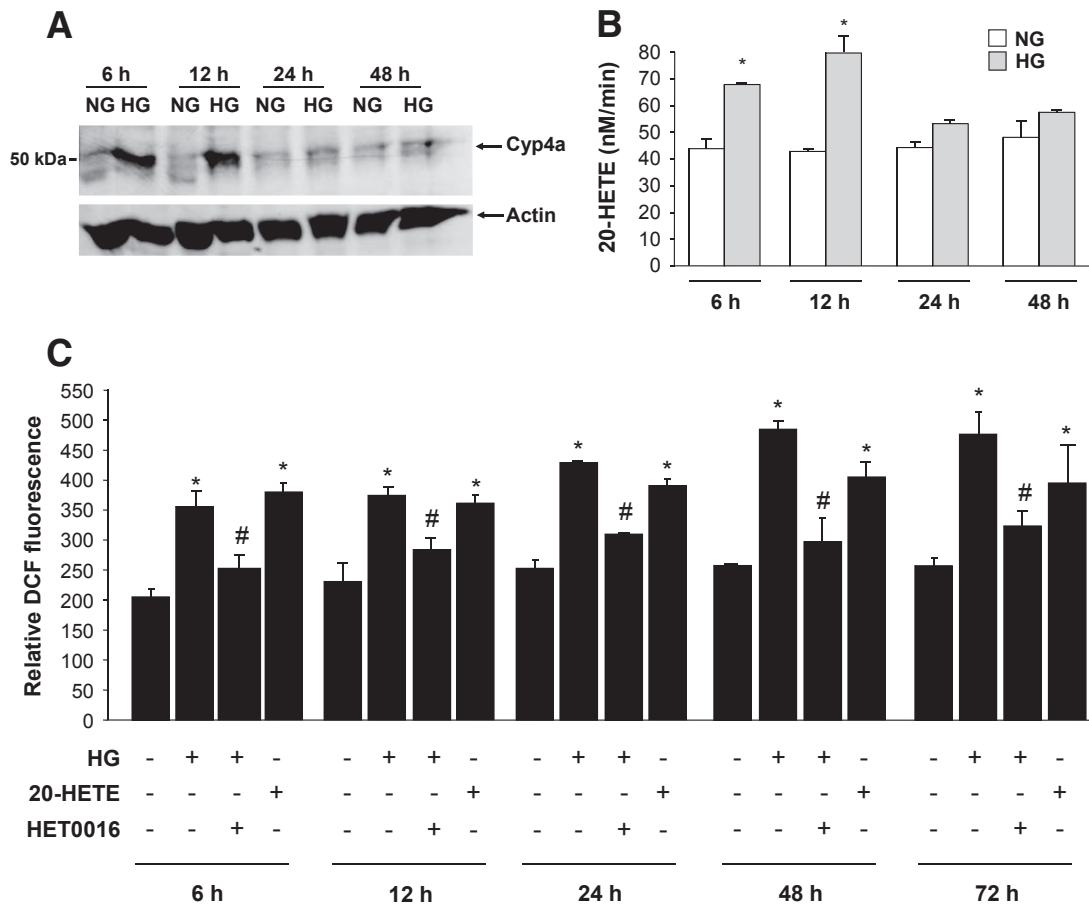 A
6 h 12 h 24 h 48 h
NG HG NG HG NG HG NG HG
50 kDa
Cyp4a
Actin
B
NG
HG
20-HETE (nM/min)
80
70
60
50
40
30
20
10
0
* *
6 h 12 h 24 h 48 h
C
Relative DCF fluorescence
550
500
450
400
350
300
250
200
150
100
50
0
* # * * # * * # * * # * * # *
HG - + + - - + + - - + + - - + + - - + + -
20-HETE - - - + - - - + - - - + - - - + - - - +
HET0016 - - + - - - + - - - + - - - + - - - + -
6 h 12 h 24 h 48 h 72 h